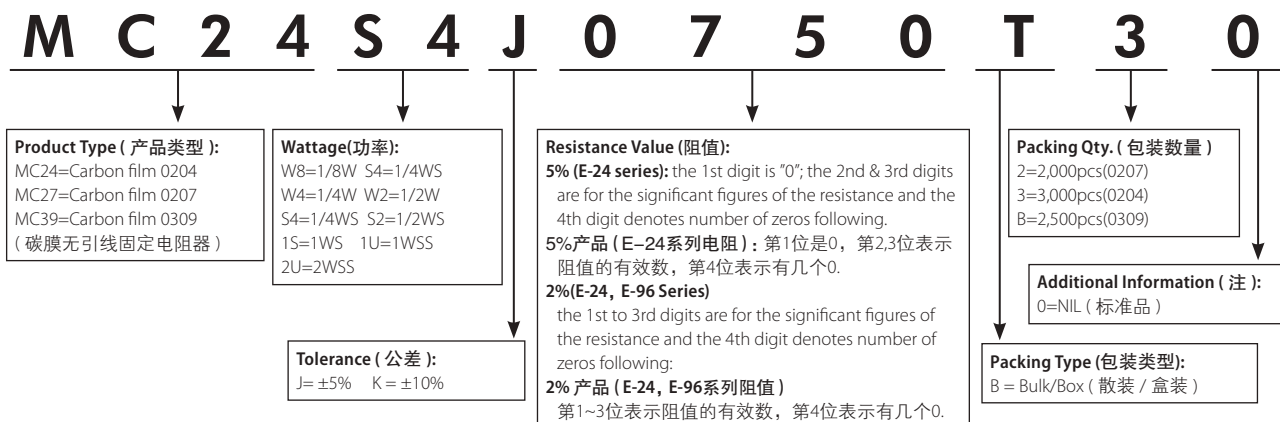 M C 2 4 S 4 J 0 7 5 0 T 3 0
Product Type ( 产品类型 ):
MC24=Carbon film 0204
MC27=Carbon film 0207
MC39=Carbon film 0309
( 碳膜无引线固定电阻器 )
Wattage(功率):
W8=1/8W S4=1/4WS
W4=1/4W W2=1/2W
S4=1/4WS S2=1/2WS
1S=1WS 1U=1WSS
2U=2WSS
Tolerance ( 公差 ):
J= ±5% K = ±10%
Resistance Value (阻值):
5% (E-24 series): the 1st digit is "0"; the 2nd & 3rd digits
are for the significant figures of the resistance and the
4th digit denotes number of zeros following.
5%产品 ( E–24系列电阻 ) : 第1位是0，第2,3位表示
阻值的有效数，第4位表示有几个0.
2%(E-24, E-96 Series)
the 1st to 3rd digits are for the significant figures of
the resistance and the 4th digit denotes number of
zeros following:
2% 产品 ( E-24, E-96系列阻值 )
第1~3位表示阻值的有效数，第4位表示有几个0.
Packing Qty. ( 包装数量 )
2=2,000pcs(0207)
3=3,000pcs(0204)
B=2,500pcs(0309)
Additional Information ( 注 ):
0=NIL ( 标准品 )
Packing Type (包装类型):
B = Bulk/Box ( 散装 / 盒装 )